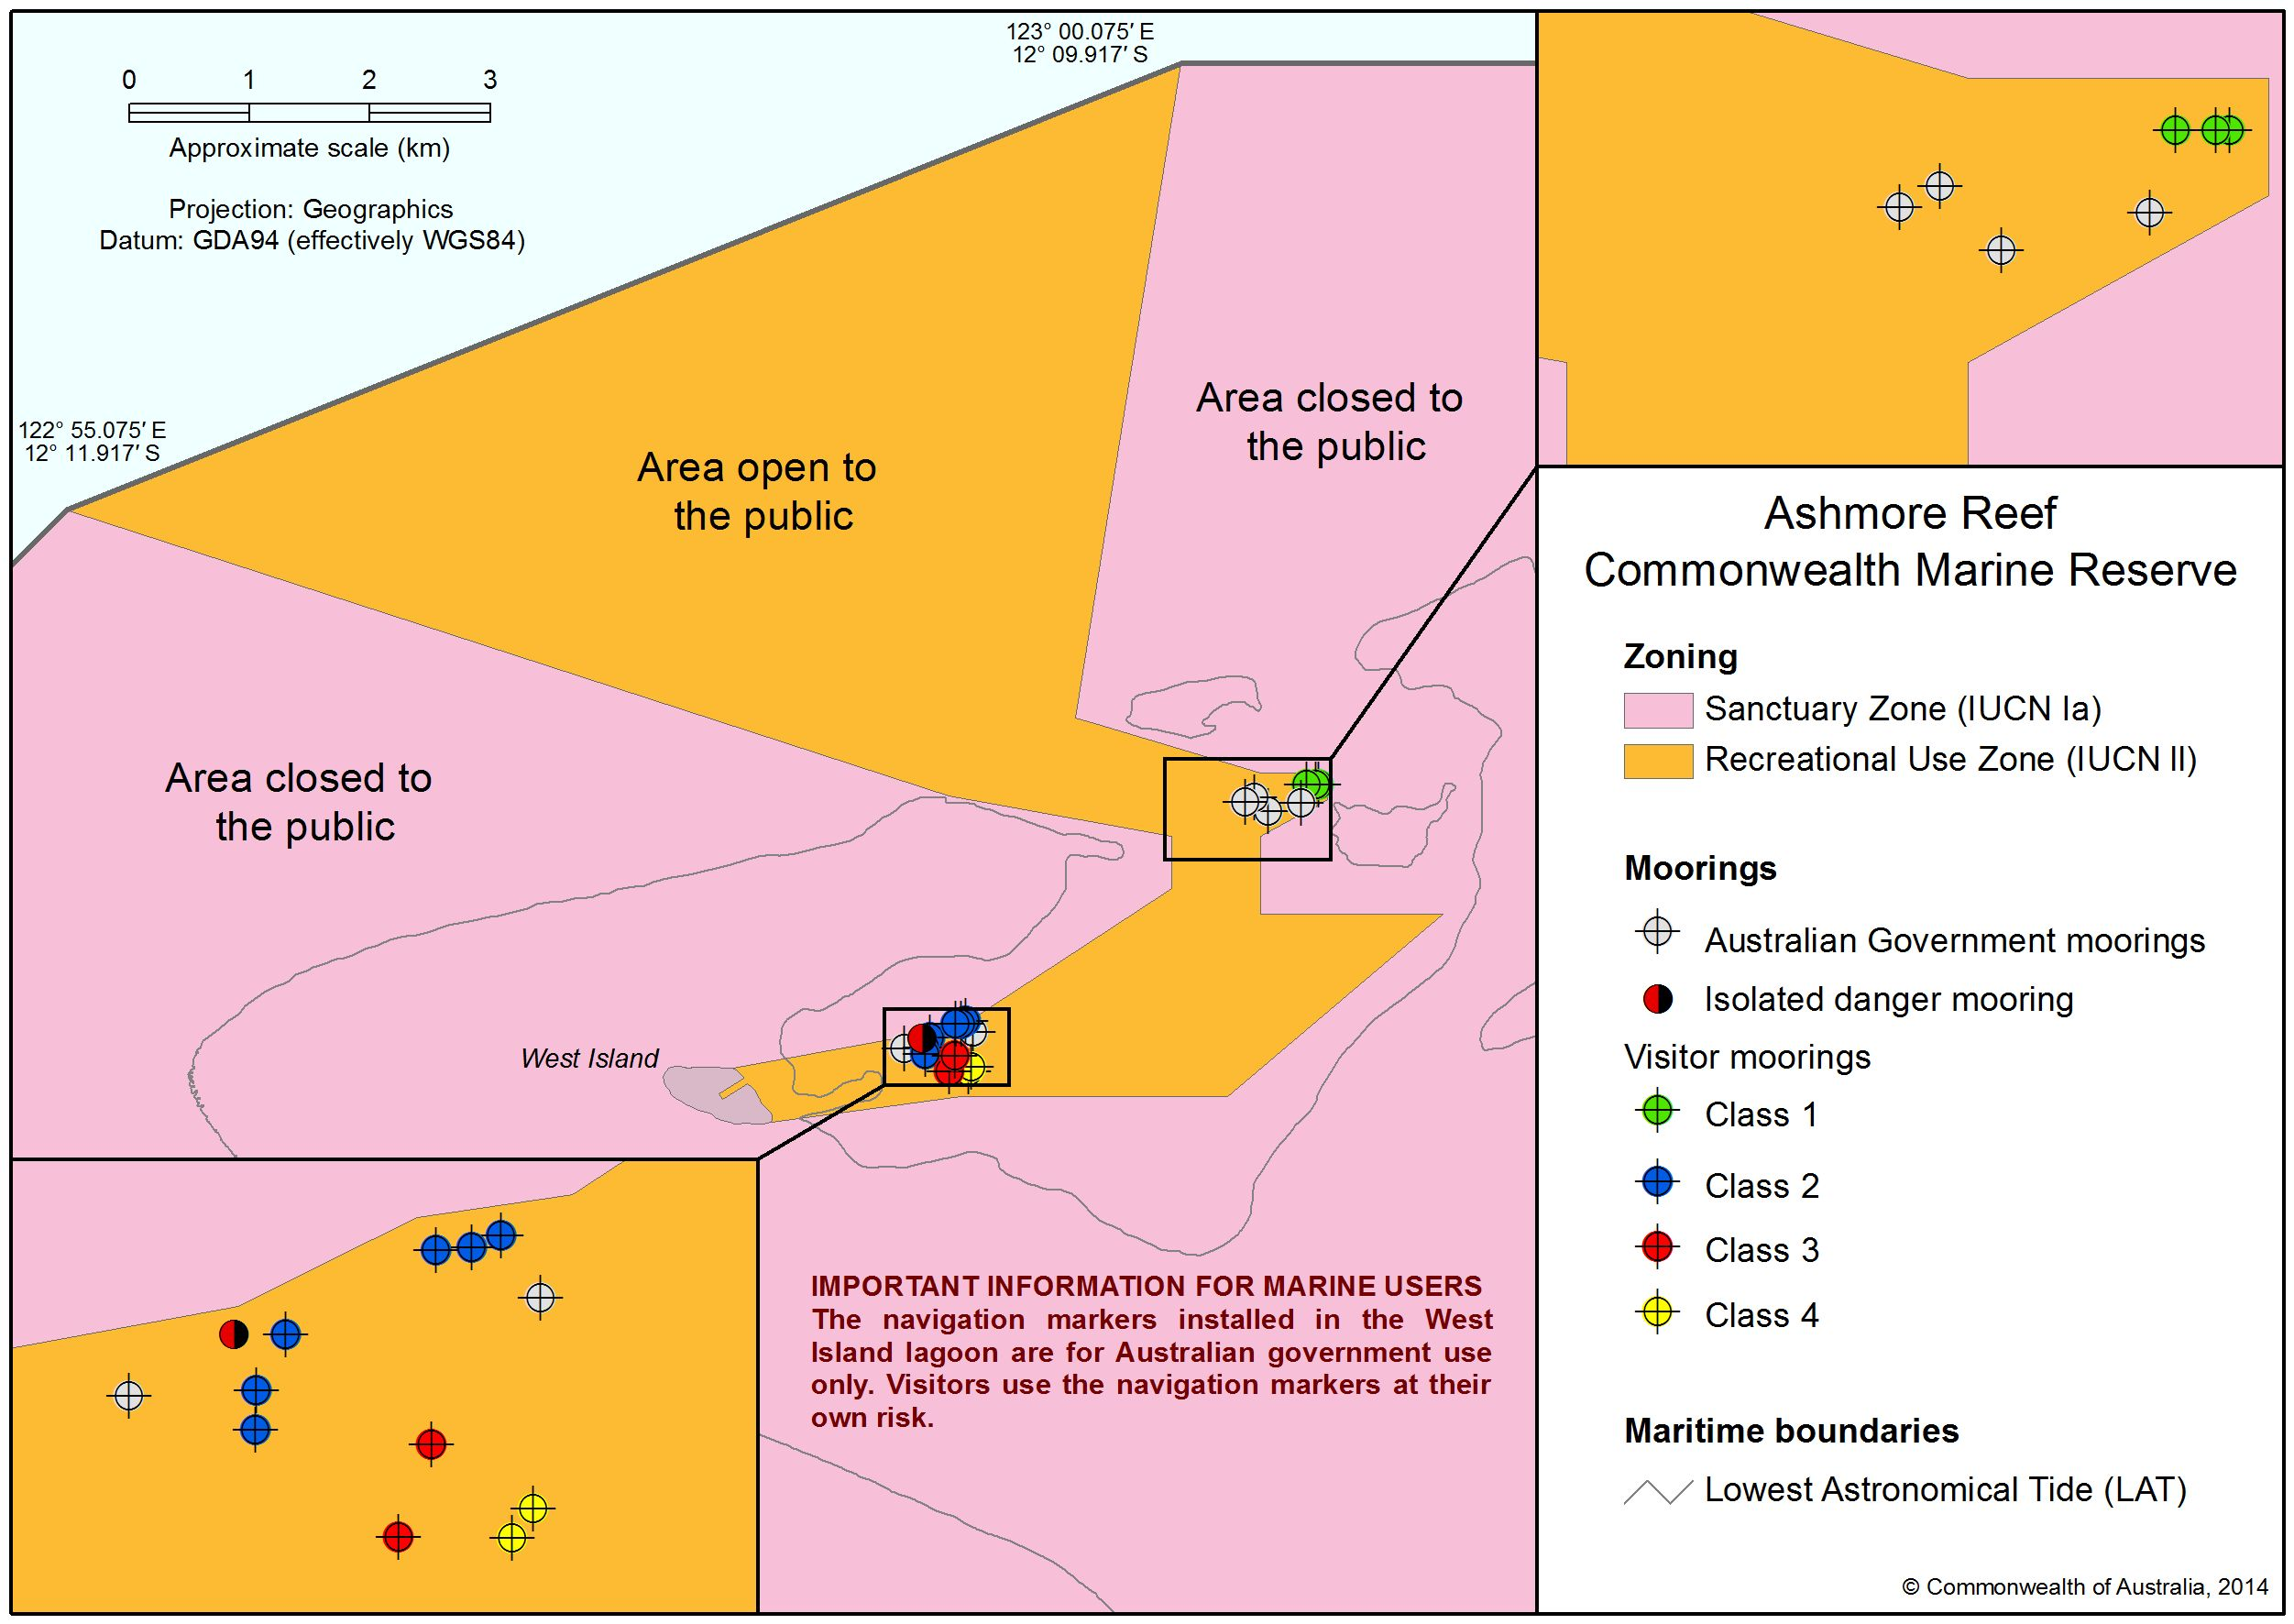 123° 00.075′ E
12° 09.917′ S
0 1 2 3
Approximate scale (km)
Projection: Geographics
Datum: GDA94 (effectively WGS84)
122° 55.075′ E
12° 11.917′ S
Area open to
the public
Area closed to
the public
Area closed to
the public
West Island
IMPORTANT INFORMATION FOR MARINE USERS
The navigation markers installed in the West
Island lagoon are for Australian government use
only. Visitors use the navigation markers at their
own risk.
Ashmore Reef
Commonwealth Marine Reserve
Zoning
Sanctuary Zone (IUCN Ia)
Recreational Use Zone (IUCN II)
Moorings
Australian Government moorings
Isolated danger mooring
Visitor moorings
Class 1
Class 2
Class 3
Class 4
Maritime boundaries
Lowest Astronomical Tide (LAT)
© Commonwealth of Australia, 2014